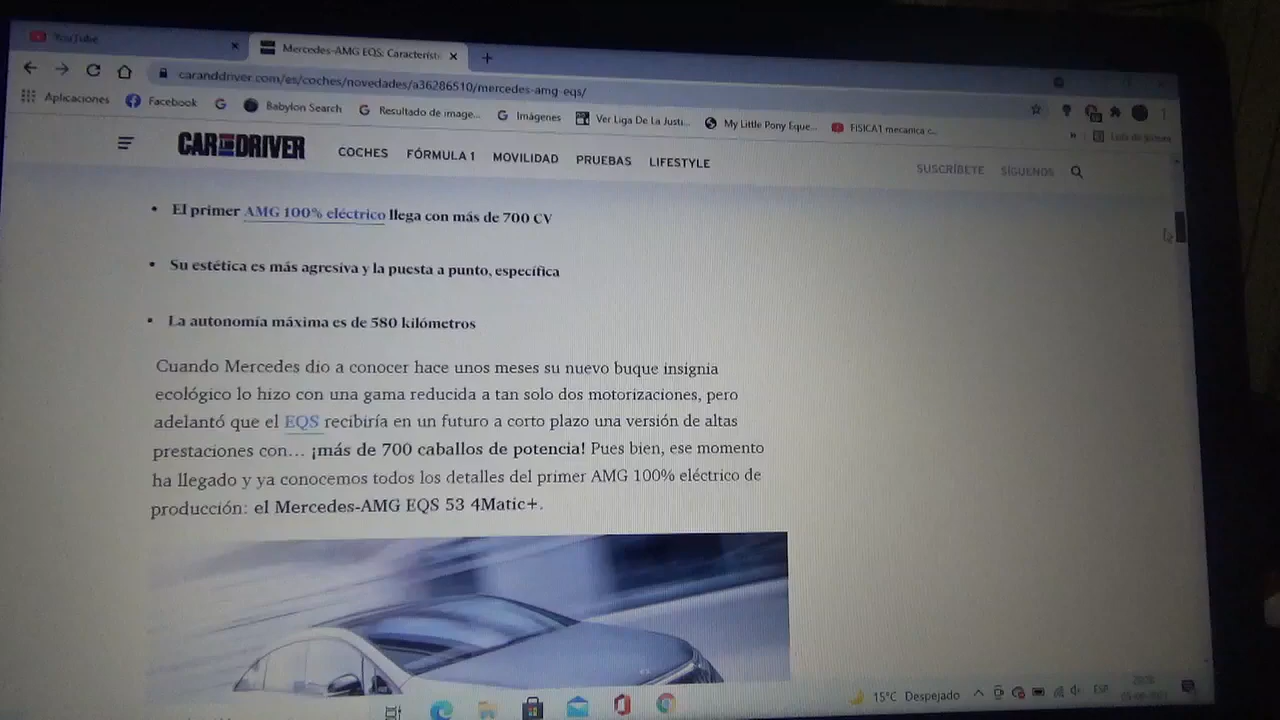 YouTube
Mercedes-AMG EQS: Característi
caranddriver.com/es/coches/novedades/a36286510/mercedes-amg-eqs/
Aplicaciones Facebook Babylon Search Resultado de image... Imágenes Ver Liga De La Justi... My Little Pony Eque... FISICA1 mecanica c...
CAR AND DRIVER COCHES FÓRMULA 1 MOVILIDAD PRUEBAS LIFESTYLE SUSCRÍBETE SÍGUENOS
• El primer AMG 100% eléctrico llega con más de 700 CV
• Su estética es más agresiva y la puesta a punto, específica
• La autonomía máxima es de 580 kilómetros
Cuando Mercedes dio a conocer hace unos meses su nuevo buque insignia
ecológico lo hizo con una gama reducida a tan solo dos motorizaciones, pero
adelantó que el EQS recibiría en un futuro a corto plazo una versión de altas
prestaciones con... ¡más de 700 caballos de potencia! Pues bien, ese momento
ha llegado y ya conocemos todos los detalles del primer AMG 100% eléctrico de
producción: el Mercedes-AMG EQS 53 4Matic+.
15°C Despejado ESP